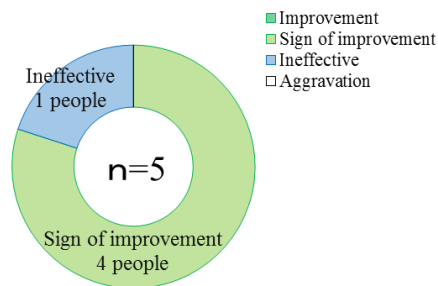 Improvement
Sign of improvement
Ineffective
Aggravation
Ineffective
1 people
n=5
Sign of improvement
4 people